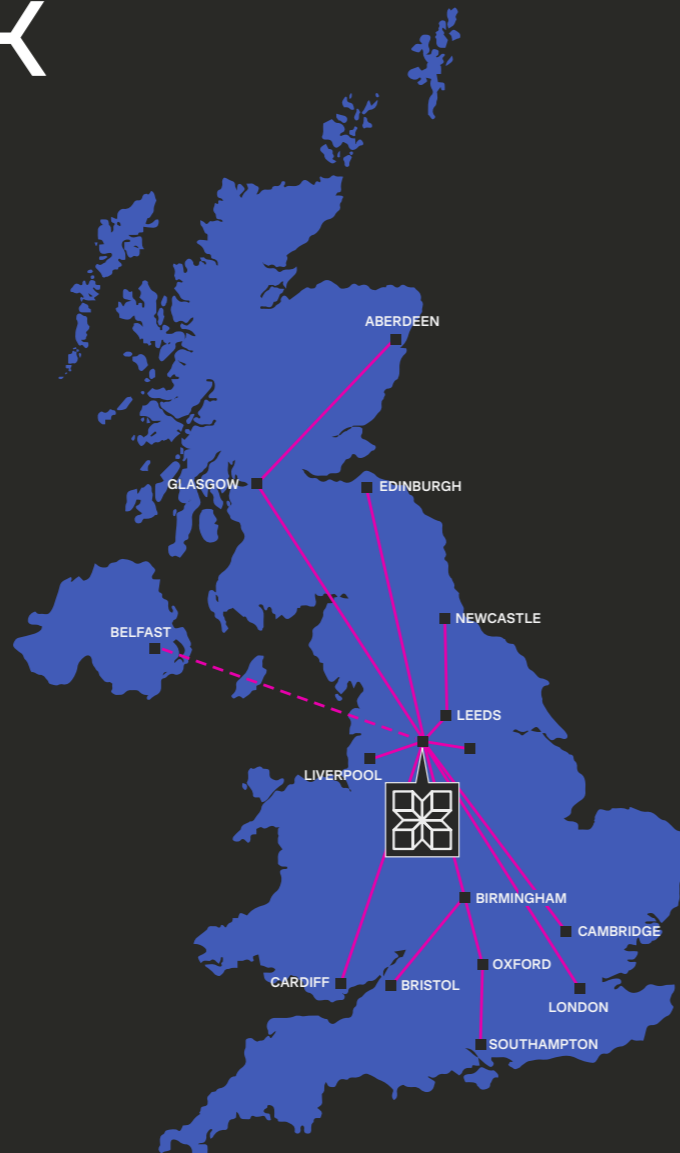 ABERDEEN
GLASGOW
EDINBURGH
NEWCASTLE
BELFAST
LEEDS
LIVERPOOL
BIRMINGHAM
CAMBRIDGE
OXFORD
CARDIFF
BRISTOL
LONDON
SOUTHAMPTON